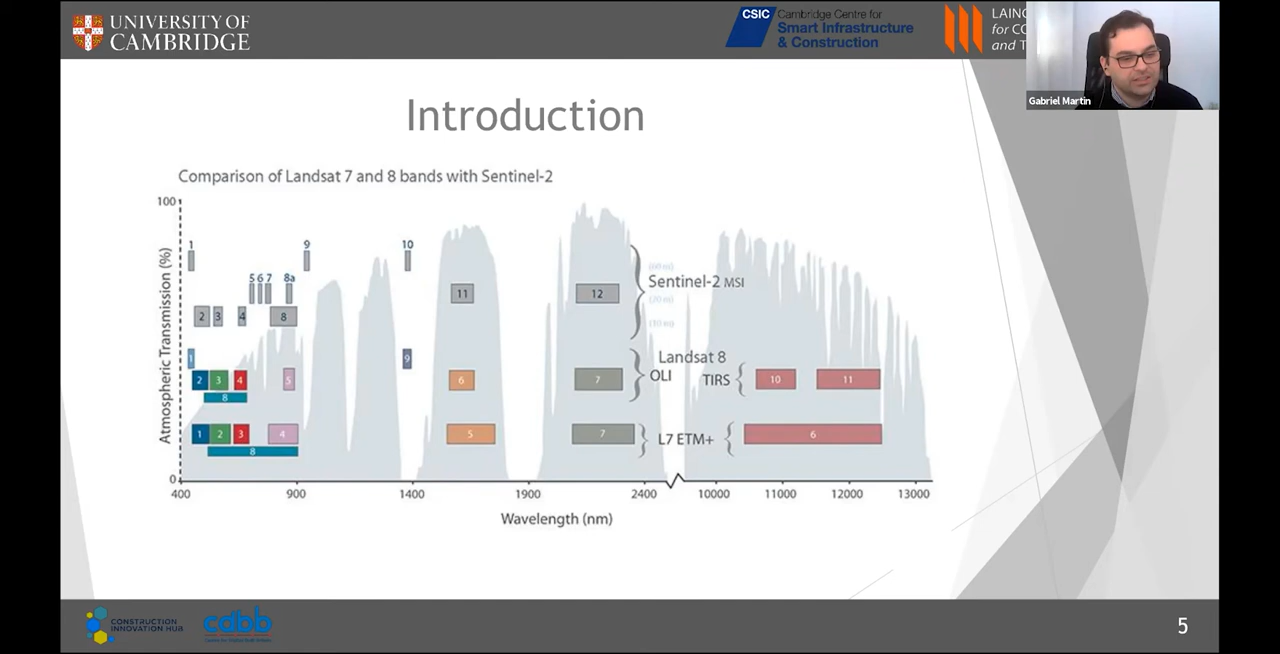 UNIVERSITY OF
CAMBRIDGE
CSIC
Cambridge Centre for
Smart Infrastructure
& Construction
LAING
for CO
and T
Gabriel Martin
Introduction
Comparison of Landsat 7 and 8 bands with Sentinel-2
Atmospheric Transmission (%)
100
0
1
9
10
5 6 7 8a
11
12
2 3 4 8
(60 m)
Sentinel-2 MSI
(20 m)
(10 m)
1
9
Landsat 8
OLI
TIRS
2 3 4 5 6 7 10 11
8
1 2 3 4 5 7
L7 ETM+
6
8
400 900 1400 1900 2400 10000 11000 12000 13000
Wavelength (nm)
CONSTRUCTION
INNOVATION HUB
cdbb
5